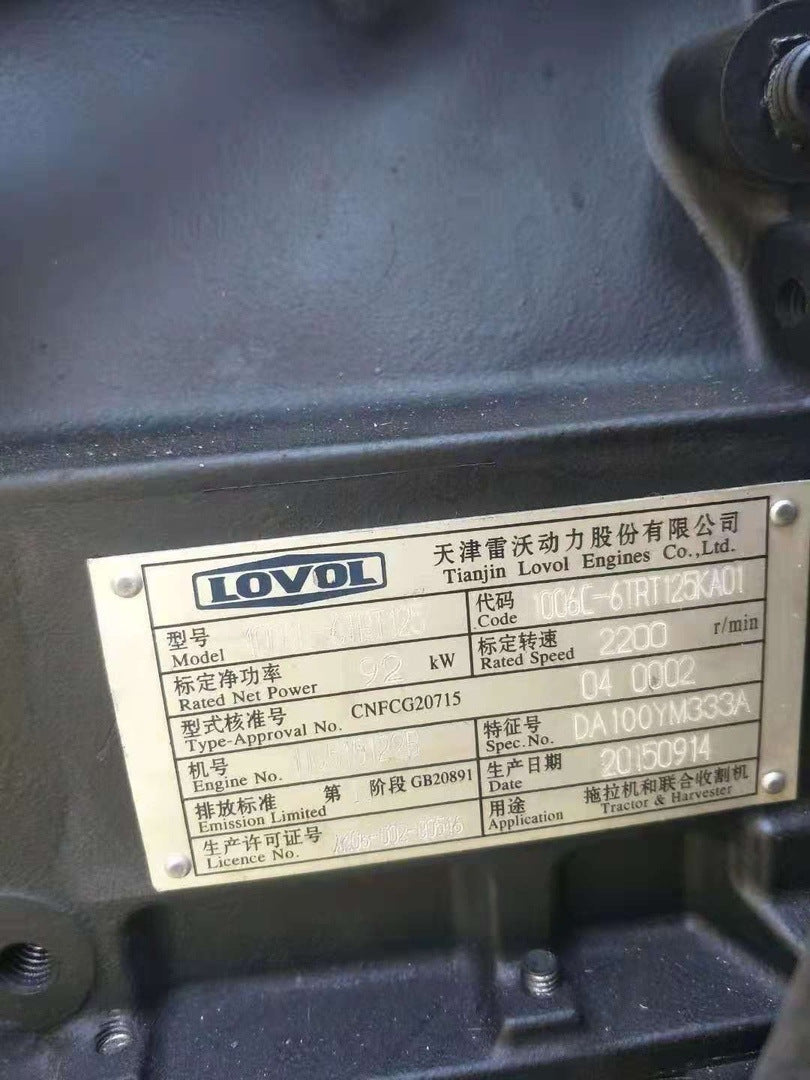 LOVOL
天津雷沃动力股份有限公司
Tianjin Lovol Engines Co.,Ltd.
型号
Model
代码 1006C-6TRT125KA01
Code
标定净功率 92 kW
Rated Net Power
标定转速 2200 r/min
Rated Speed
型式核准号 CNFCG20715 04 0002
Type-Approval No.
机号
Engine No.
特征号 DA100YM333A
Spec.No.
排放标准 第 阶段 GB20891
Emission Limited
生产日期 20150914
Date
生产许可证号
Licence No.
用途 拖拉机和联合收割机
Application Tractor & Harvester